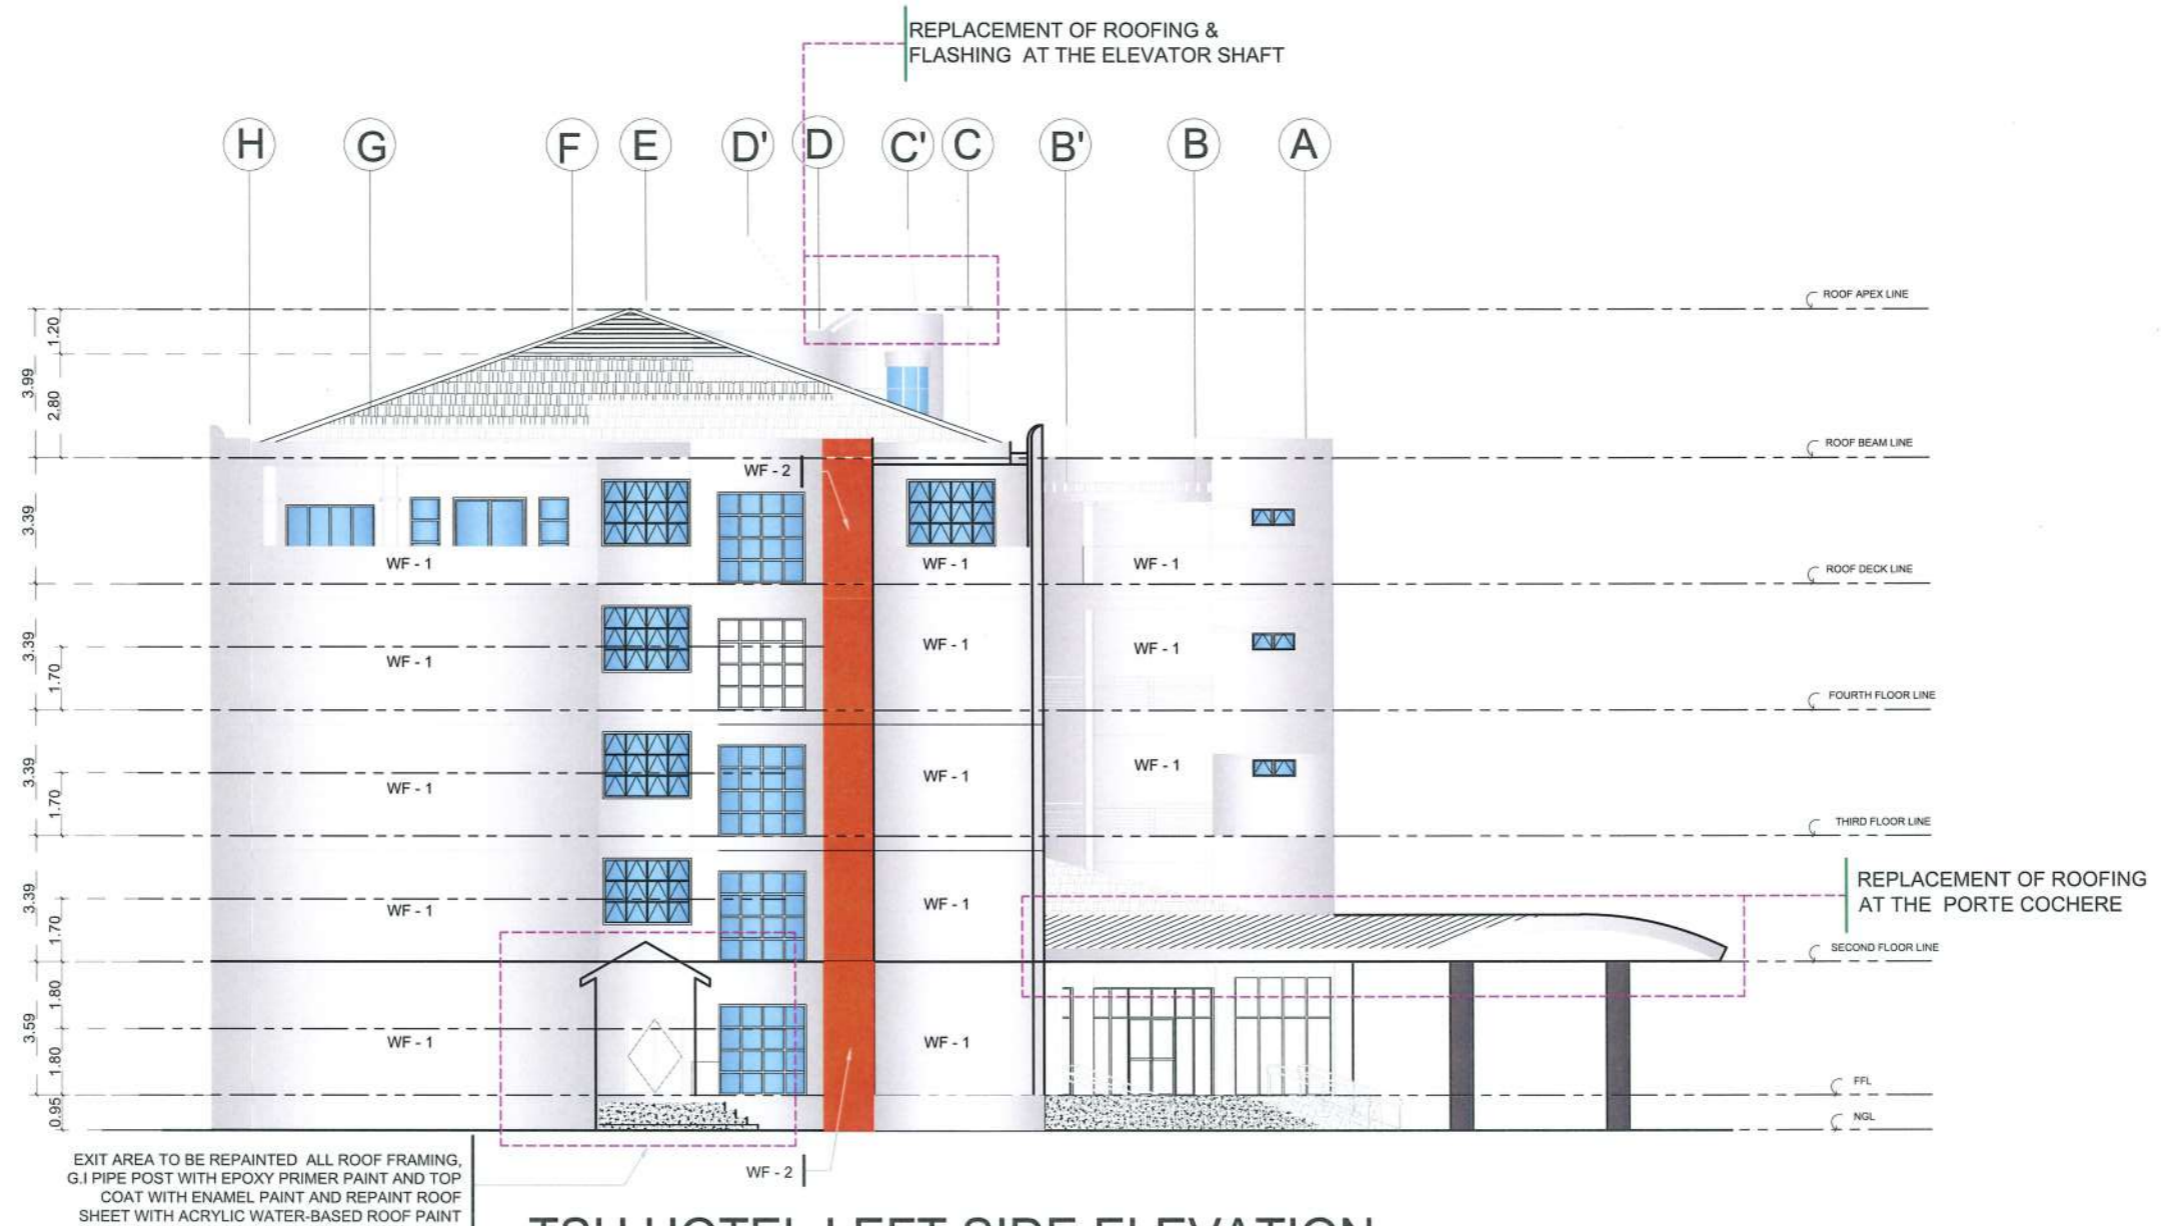 REPLACEMENT OF ROOFING &
FLASHING AT THE ELEVATOR SHAFT
H G F E D' D C' C B' B A
ROOF APEX LINE
1.20
3.99
2.80
ROOF BEAM LINE
WF - 2
3.39
WF - 1 WF - 1 WF - 1
ROOF DECK LINE
3.39
WF - 1 WF - 1 WF - 1
1.70
FOURTH FLOOR LINE
3.39
WF - 1 WF - 1 WF - 1
1.70
THIRD FLOOR LINE
REPLACEMENT OF ROOFING
AT THE PORTE COCHERE
3.39
WF - 1 WF - 1
1.70
SECOND FLOOR LINE
1.80
3.59
WF - 1 WF - 1
1.80
FFL
0.95
NGL
EXIT AREA TO BE REPAINTED ALL ROOF FRAMING,
G.I PIPE POST WITH EPOXY PRIMER PAINT AND TOP
COAT WITH ENAMEL PAINT AND REPAINT ROOF
SHEET WITH ACRYLIC WATER-BASED ROOF PAINT
WF - 2
HOTEL LEFT SIDE ELEVATION